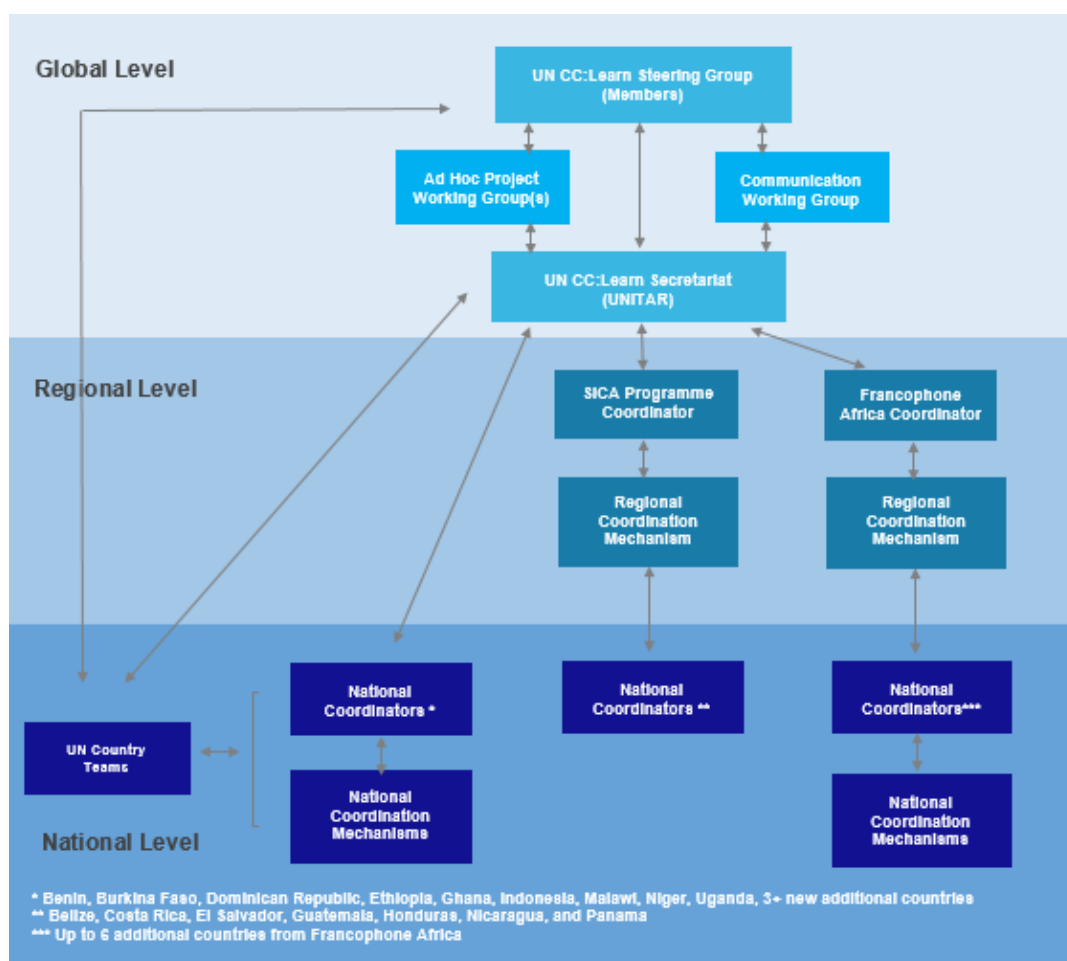 Global Level
UN CC:Learn Steering Group
(Members)
Ad Hoc Project
Working Group(s)
Communication
Working Group
UN CC:Learn Secretariat
(UNITAR)
Regional Level
SICA Programme
Coordinator
Francophone
Africa Coordinator
Regional
Coordination
Mechanism
Regional
Coordination
Mechanism
National
Coordinators *
National
Coordinators **
National
Coordinators***
UN Country
Teams
National
Coordination
Mechanisms
National
Coordination
Mechanisms
National Level
* Benin, Burkina Faso, Dominican Republic, Ethiopia, Ghana, Indonesia, Malawi, Niger, Uganda, 3+ new additional countries
** Belize, Costa Rica, El Salvador, Guatemala, Honduras, Nicaragua, and Panama
*** Up to 6 additional countries from Francophone Africa